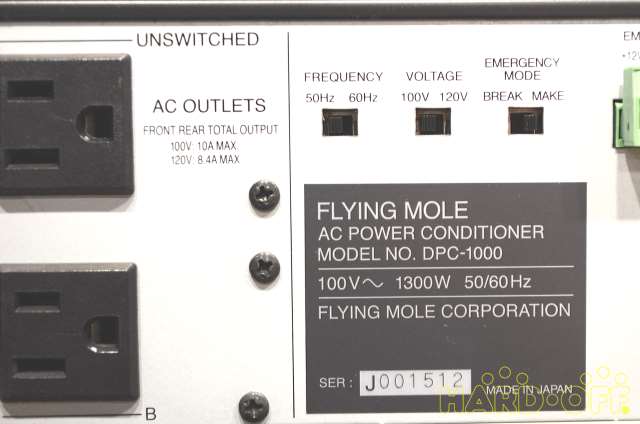 UNSWITCHED
AC OUTLETS
FRONT REAR TOTAL OUTPUT
100V: 10A MAX.
120V: 8.4A MAX.
B
FREQUENCY
50Hz 60Hz
VOLTAGE
100V 120V
EMERGENCY
MODE
BREAK MAKE
EM
+12V
FLYING MOLE
AC POWER CONDITIONER
MODEL NO. DPC-1000
100V～ 1300W 50/60Hz
FLYING MOLE CORPORATION
SER : J001512 MADE IN JAPAN
HARD-OFF